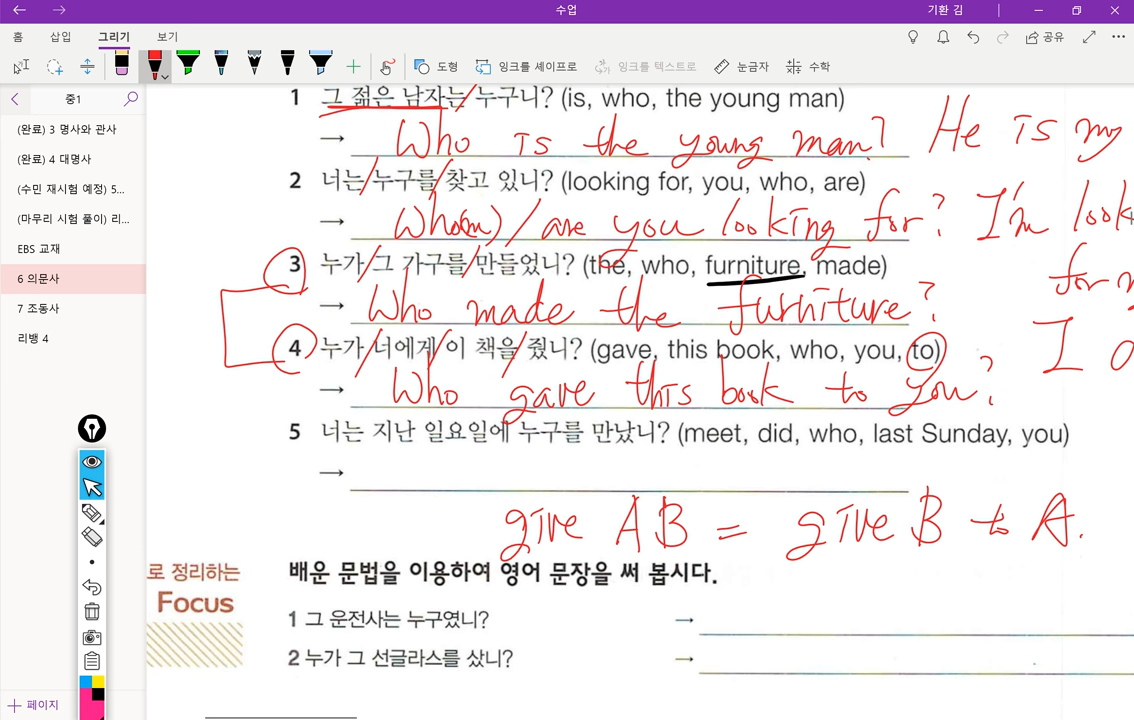 수업
기환 김
홈 삽입 그리기 보기
도형 잉크를 셰이프로 잉크를 텍스트로 눈금자 수학 공유
중1
(완료) 3 명사와 관사
(완료) 4 대명사
(수민 재시험 예정) 5...
(마무리 시험 풀이) 리...
EBS 교재
6 의문사
7 조동사
리뱅 4
페이지
1 그 젊은 남자는/누구니? (is, who, the young man)
→ Who is the young man? He is my
2 너는/누구를/찾고 있니? (looking for, you, who, are)
→ Who(m)/are you looking for? I'm look
3 누가/그 가구를/만들었니? (the, who, furniture, made)
for m
→ Who made the furniture?
4 누가/너에게/이 책을/줬니? (gave, this book, who, you, to)
I
→ Who gave this book to you?
5 너는 지난 일요일에 누구를 만났니? (meet, did, who, last Sunday, you)
→
give AB = give B to A.
로 정리하는
Focus
배운 문법을 이용하여 영어 문장을 써 봅시다.
1 그 운전사는 누구였니? →
2 누가 그 선글라스를 샀니? →